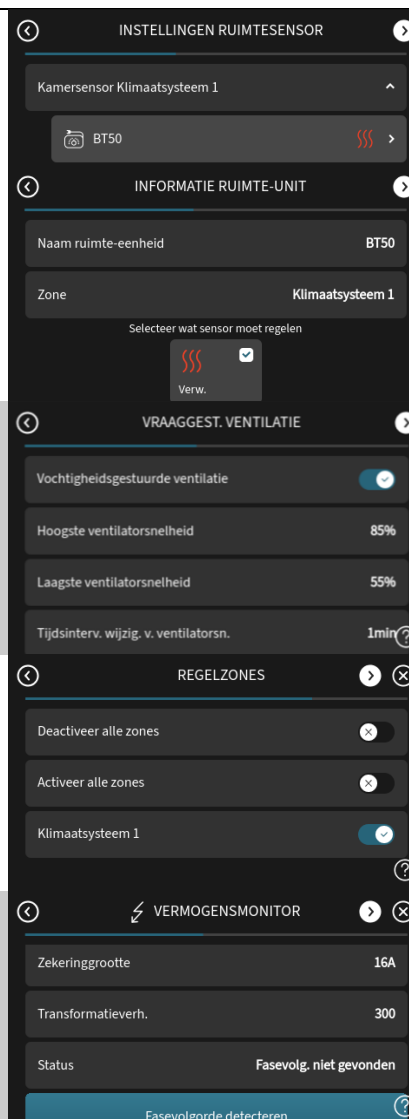 INSTELLINGEN RUIMTESENSOR
Kamersensor Klimaatsysteem 1
BT50
INFORMATIE RUIMTE-UNIT
Naam ruimte-eenheid BT50
Zone Klimaatsysteem 1
Selecteer wat sensor moet regelen
Verw.
VRAAGGEST. VENTILATIE
Vochtigheidsgestuurde ventilatie
Hoogste ventilatorsnelheid 85%
Laagste ventilatorsnelheid 55%
Tijdsinterv. wijzig. v. ventilatorsn. 1min
REGELZONES
Deactiveer alle zones
Activeer alle zones
Klimaatsysteem 1
VERMOGENSMONITOR
Zekeringgrootte 16A
Transformatieverh. 300
Status Fasevolg. niet gevonden
Fasevolgorde detecteren